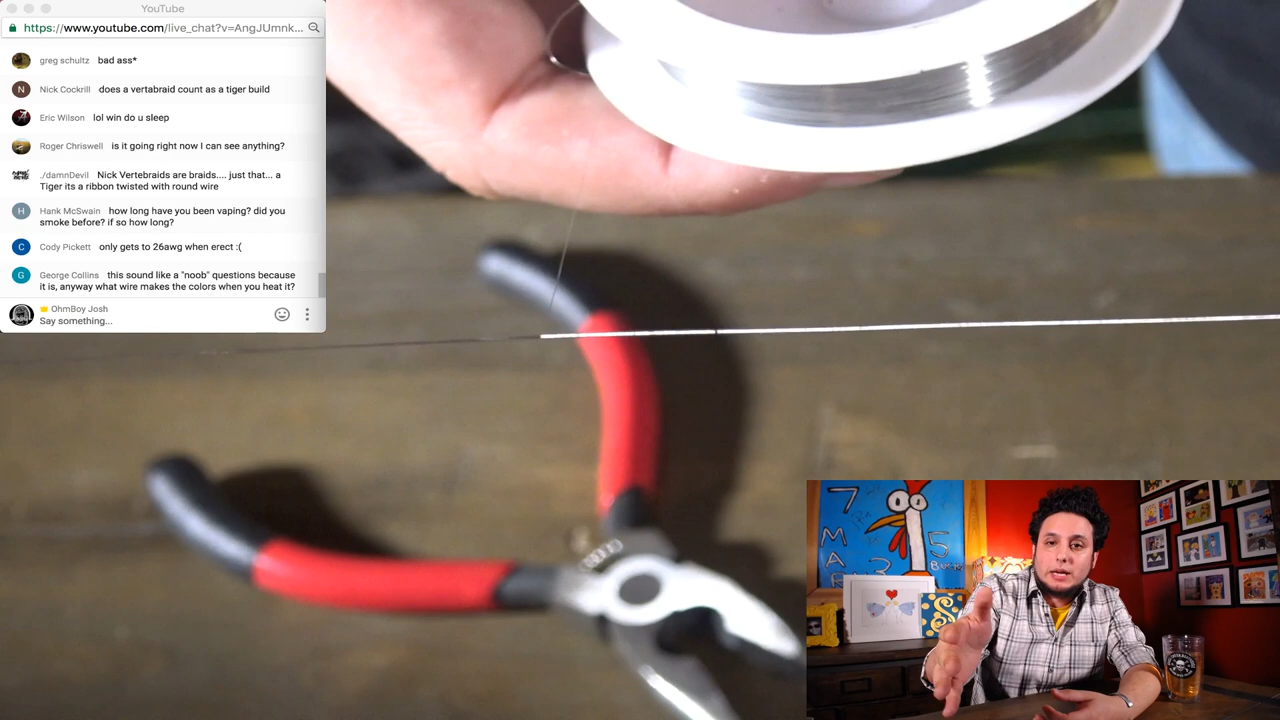 YouTube
https://www.youtube.com/live_chat?v=AngJUmnk...
greg schultz bad ass*
Nick Cockrill does a vertabraid count as a tiger build
Eric Wilson lol win do u sleep
Roger Chriswell is it going right now I can see anything?
./damnDevil Nick Vertebraids are braids.... just that... a
Tiger its a ribbon twisted with round wire
Hank McSwain how long have you been vaping? did you
smoke before? if so how long?
Cody Pickett only gets to 26awg when erect :(
George Collins this sound like a "noob" questions because
it is, anyway what wire makes the colors when you heat it?
OhmBoy Josh
Say something...
N
H
C
G
7
MAR
3
5
S